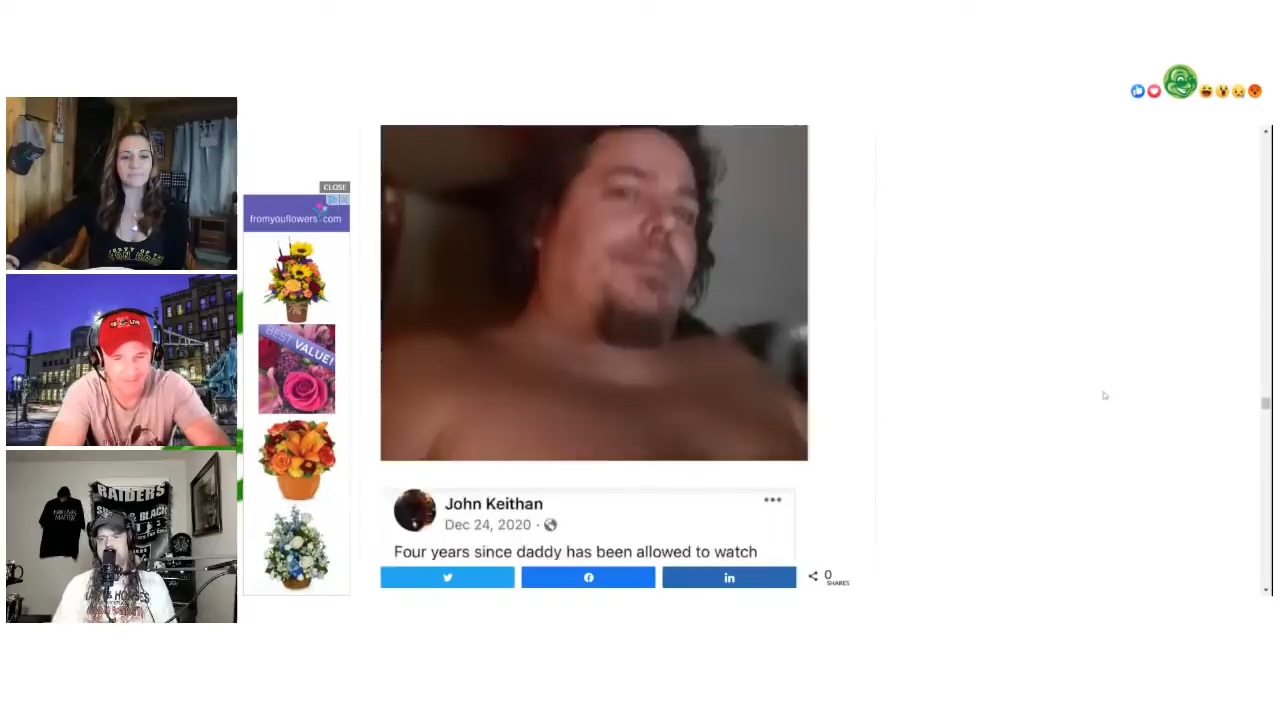 CLOSE
fromyouflowers.com
BEST VALUE!
RAIDERS
John Keithan
Dec 24, 2020
Four years since daddy has been allowed to watch
0
SHARES